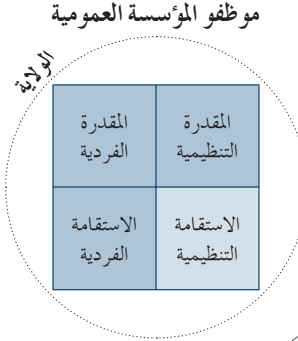 موظفو المؤسسة العمومية
الولاية
المقدرة
التنظيمية
المقدرة
الفردية
الاستقامة
التنظيمية
الاستقامة
الفردية